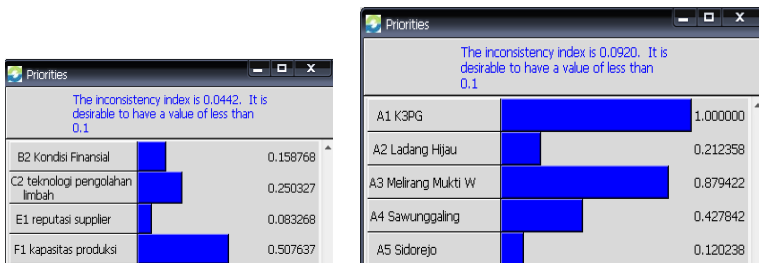 Priorities
The inconsistency index is 0.0442. It is
desirable to have a value of less than
0.1
B2 Kondisi Finansial 0.158768
C2 teknologi pengolahan
limbah 0.250327
E1 reputasi supplier 0.083268
F1 kapasitas produksi 0.507637
Priorities
The inconsistency index is 0.0920. It is
desirable to have a value of less than
0.1
A1 K3PG 1.000000
A2 Ladang Hijau 0.212358
A3 Melirang Mukti W 0.879422
A4 Sawunggaling 0.427842
A5 Sidorejo 0.120238